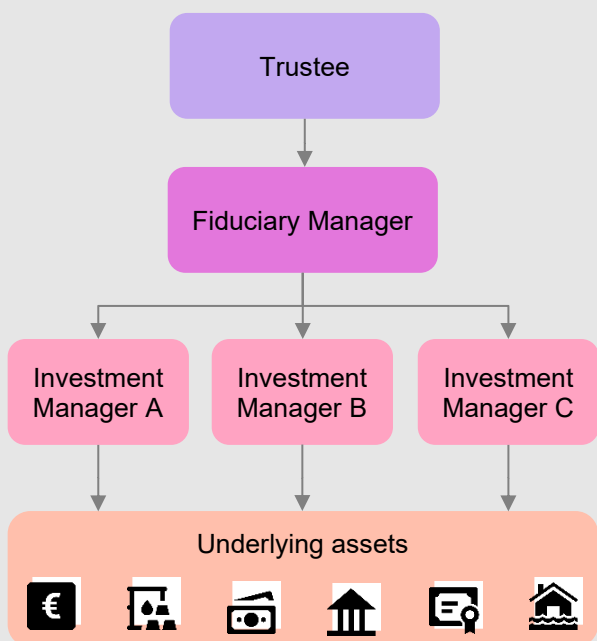 Trustee
Fiduciary Manager
Investment
Manager A
Investment
Manager B
Investment
Manager C
Underlying assets
€